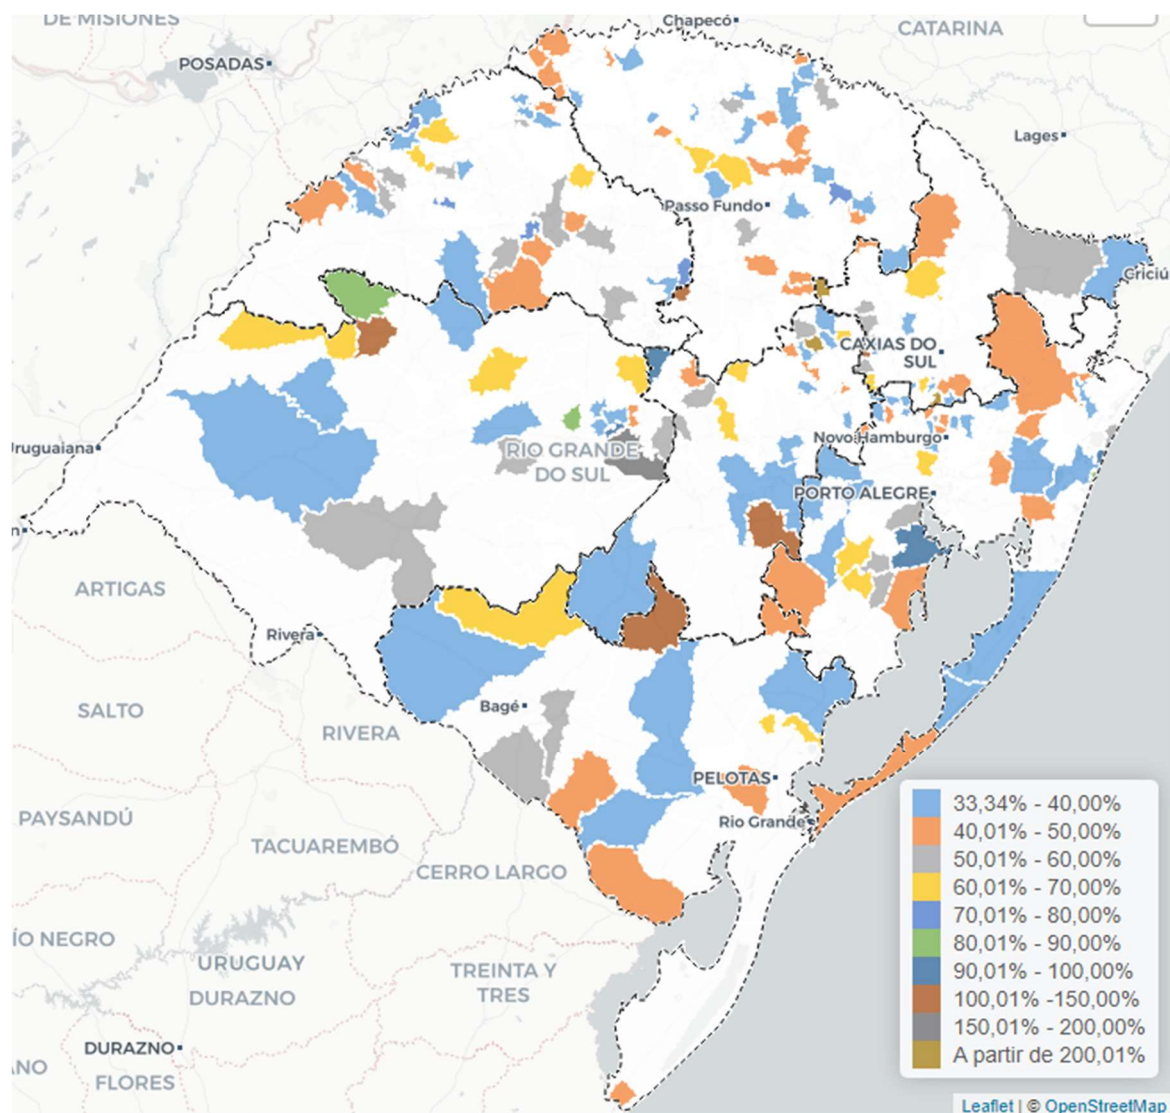 DE MISIONES
Chapecó
CATARINA
POSADAS
Lages
Passo Fundo
Criciú
CAXIAS DO
SUL
Uruguaiana
Novo Hamburgo
RIO GRANDE
DO SUL
PORTO ALEGRE
n
ARTIGAS
Rivera
SALTO
Bagé
RIVERA
PELOTAS
PAYSANDÚ
Rio Grande
TACUAREMBÓ
CERRO LARGO
ÍO NEGRO
URUGUAY
DURAZNO
TREINTA Y
TRES
DURAZNO
ANO
FLORES
33,34% - 40,00%
40,01% - 50,00%
50,01% - 60,00%
60,01% - 70,00%
70,01% - 80,00%
80,01% - 90,00%
90,01% - 100,00%
100,01% -150,00%
150,01% - 200,00%
A partir de 200,01%
Leaflet | © OpenStreetMap